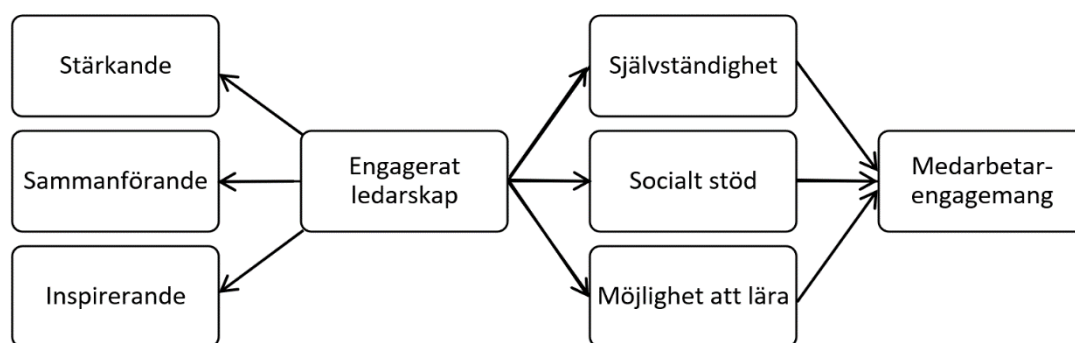 Stärkande
Sammanförande
Inspirerande
Engagerat
ledarskap
Självständighet
Socialt stöd
Möjlighet att lära
Medarbetar-
engagemang